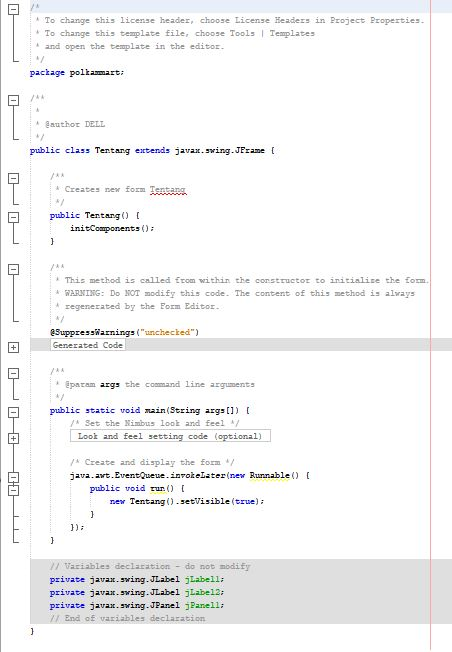 /*
 * To change this license header, choose License Headers in Project Properties.
 * To change this template file, choose Tools | Templates
 * and open the template in the editor.
 */
package polkammart;

/**
 *
 * @author DELL
 */
public class Tentang extends javax.swing.JFrame {

    /**
     * Creates new form Tentang
     */
    public Tentang() {
        initComponents();
    }

    /**
     * This method is called from within the constructor to initialize the form.
     * WARNING: Do NOT modify this code. The content of this method is always
     * regenerated by the Form Editor.
     */
    @SuppressWarnings("unchecked")
    Generated Code

    /**
     * @param args the command line arguments
     */
    public static void main(String args[]) {
        /* Set the Nimbus look and feel */
        Look and feel setting code (optional)

        /* Create and display the form */
        java.awt.EventQueue.invokeLater(new Runnable() {
            public void run() {
                new Tentang().setVisible(true);
            }
        });
    }

    // Variables declaration - do not modify
    private javax.swing.JLabel jLabel1;
    private javax.swing.JLabel jLabel2;
    private javax.swing.JPanel jPanel1;
    // End of variables declaration
}